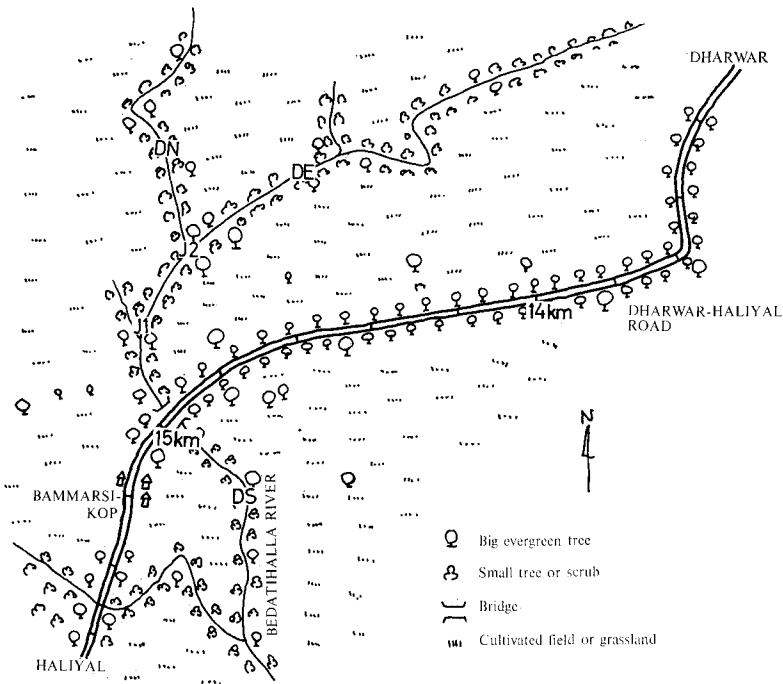 DHARWAR
DN
DE
J2
J1
14km
DHARWAR-HALIYAL
ROAD
15km
N
BAMMARSI-
KOP
DS
BEDATIHALLA RIVER
Big evergreen tree
Small tree or scrub
Bridge
Cultivated field or grassland
HALIYAL